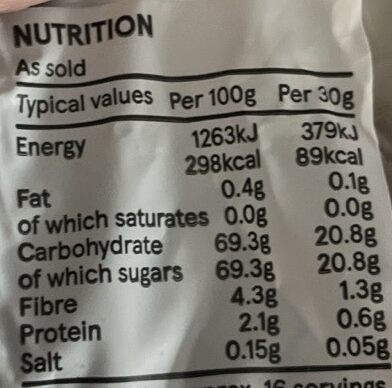 NUTRITION
As sold
Typical values Per 100g Per 30g
Energy 1263kJ 379kJ
298kcal 89kcal
Fat 0.4g 0.1g
of which saturates 0.0g 0.0g
Carbohydrate 69.3g 20.8g
of which sugars 69.3g 20.8g
Fibre 4.3g 1.3g
Protein 2.1g 0.6g
Salt 0.15g 0.05g
16 servings